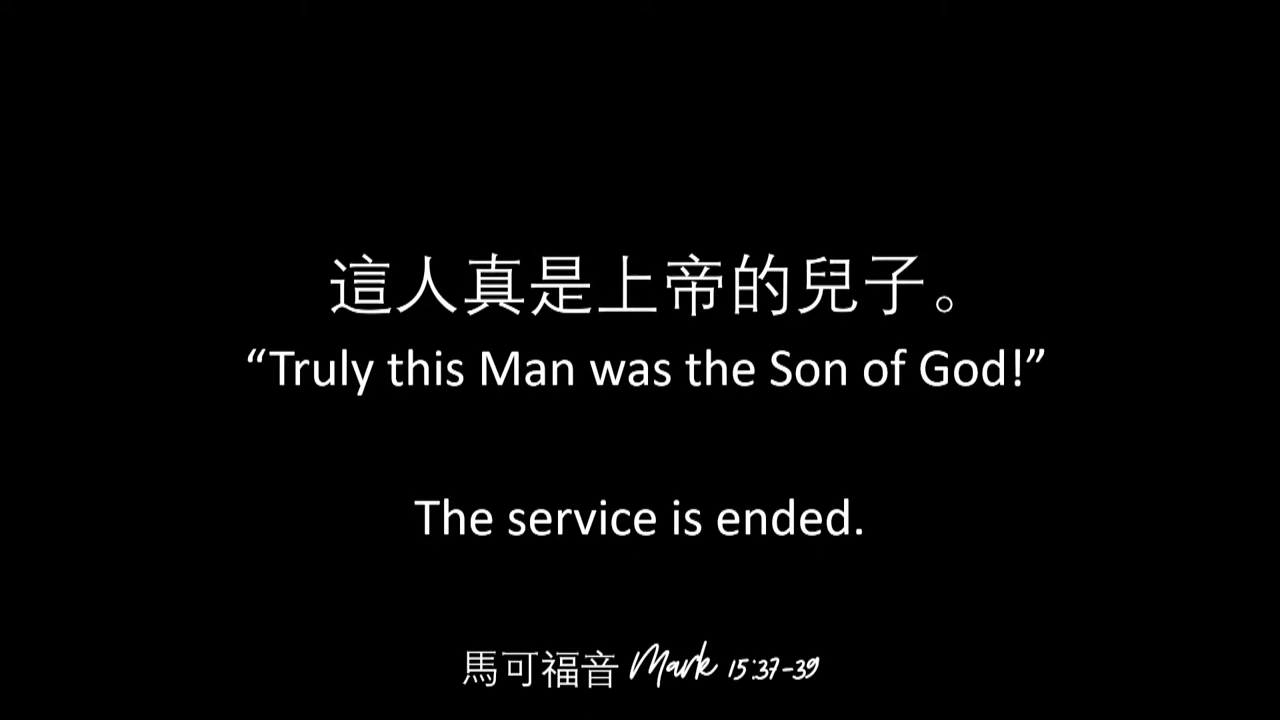 這人真是上帝的兒子。
“Truly this Man was the Son of God!”
The service is ended.
馬可福音 Mark 15:37-39